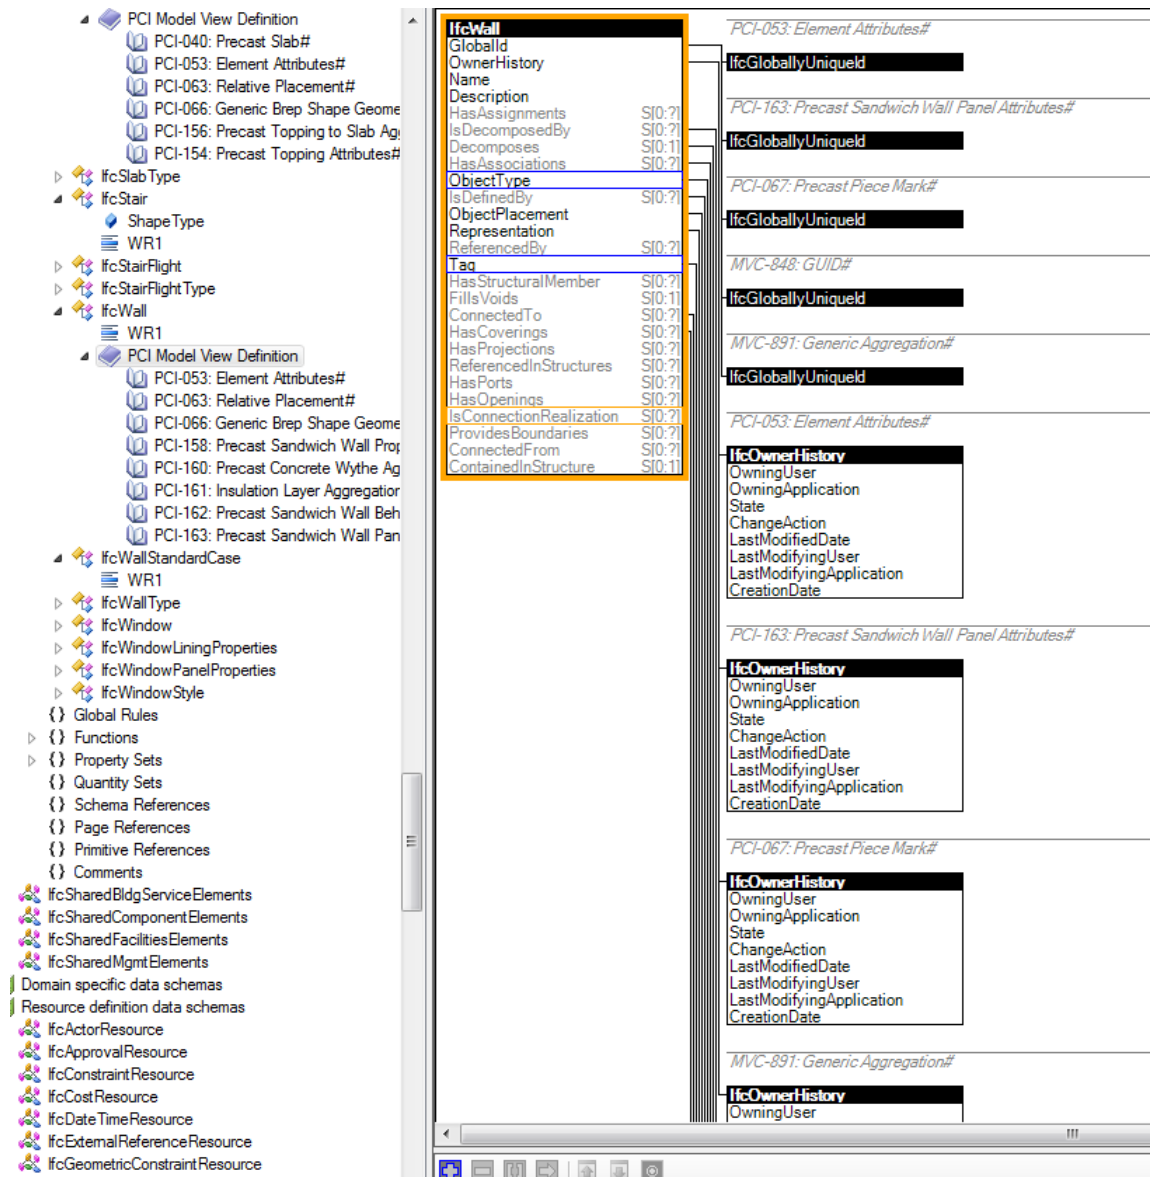 PCI Model View Definition
PCI-040: Precast Slab#
PCI-053: Element Attributes#
PCI-063: Relative Placement#
PCI-066: Generic Brep Shape Geome
PCI-156: Precast Topping to Slab Ag
PCI-154: Precast Topping Attributes#
IfcSlabType
IfcStair
ShapeType
WR1
IfcStairFlight
IfcStairFlightType
IfcWall
WR1
PCI Model View Definition
PCI-053: Element Attributes#
PCI-063: Relative Placement#
PCI-066: Generic Brep Shape Geome
PCI-158: Precast Sandwich Wall Prop
PCI-160: Precast Concrete Wythe Ag
PCI-161: Insulation Layer Aggregation
PCI-162: Precast Sandwich Wall Beh
PCI-163: Precast Sandwich Wall Pan
IfcWallStandardCase
WR1
IfcWallType
IfcWindow
IfcWindowLiningProperties
IfcWindowPanelProperties
IfcWindowStyle
{} Global Rules
{} Functions
{} Property Sets
{} Quantity Sets
{} Schema References
{} Page References
{} Primitive References
{} Comments
IfcSharedBldgServiceElements
IfcSharedComponentElements
IfcSharedFacilitiesElements
IfcSharedMgmtElements
Domain specific data schemas
Resource definition data schemas
IfcActorResource
IfcApprovalResource
IfcConstraintResource
IfcCostResource
IfcDateTimeResource
IfcExternalReferenceResource
IfcGeometricConstraintResource
IfcWall
GlobalId
OwnerHistory
Name
Description
HasAssignments S[0:?]
IsDecomposedBy S[0:?]
Decomposes S[0:1]
HasAssociations S[0:?]
ObjectType
IsDefinedBy S[0:?]
ObjectPlacement
Representation
ReferencedBy S[0:?]
Tag
HasStructuralMember S[0:?]
FillsVoids S[0:1]
ConnectedTo S[0:?]
HasCoverings S[0:?]
HasProjections S[0:?]
ReferencedInStructures S[0:?]
HasPorts S[0:?]
HasOpenings S[0:?]
IsConnectionRealization S[0:?]
ProvidesBoundaries S[0:?]
ConnectedFrom S[0:?]
ContainedInStructure S[0:1]
PCI-053: Element Attributes#
IfcGloballyUniqueId
PCI-163: Precast Sandwich Wall Panel Attributes#
IfcGloballyUniqueId
PCI-067: Precast Piece Mark#
IfcGloballyUniqueId
MVC-848: GUID#
IfcGloballyUniqueId
MVC-891: Generic Aggregation#
IfcGloballyUniqueId
PCI-053: Element Attributes#
IfcOwnerHistory
OwningUser
OwningApplication
State
ChangeAction
LastModifiedDate
LastModifyingUser
LastModifyingApplication
CreationDate
PCI-163: Precast Sandwich Wall Panel Attributes#
IfcOwnerHistory
OwningUser
OwningApplication
State
ChangeAction
LastModifiedDate
LastModifyingUser
LastModifyingApplication
CreationDate
PCI-067: Precast Piece Mark#
IfcOwnerHistory
OwningUser
OwningApplication
State
ChangeAction
LastModifiedDate
LastModifyingUser
LastModifyingApplication
CreationDate
MVC-891: Generic Aggregation#
IfcOwnerHistory
OwningUser